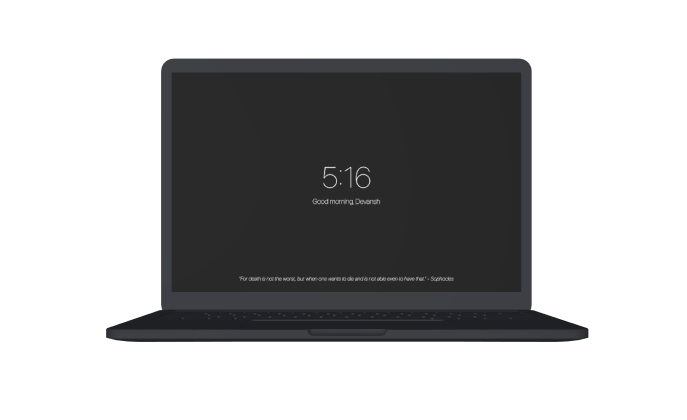 5:16
Good morning, Devansh
"For death is not the worst, but when one wants to die and is not able even to have that." - Sophocles